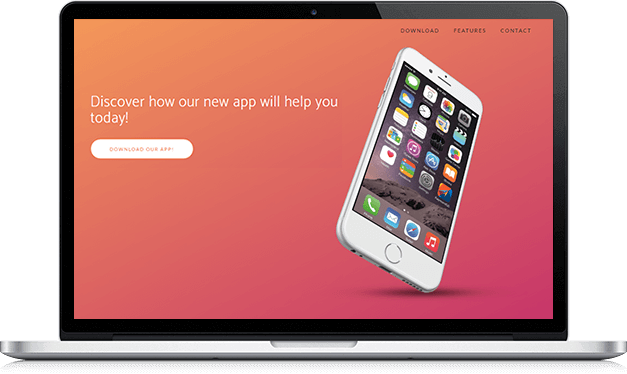 DOWNLOAD FEATURES CONTACT
Discover how our new app will help you
today!
DOWNLOAD OUR APP!